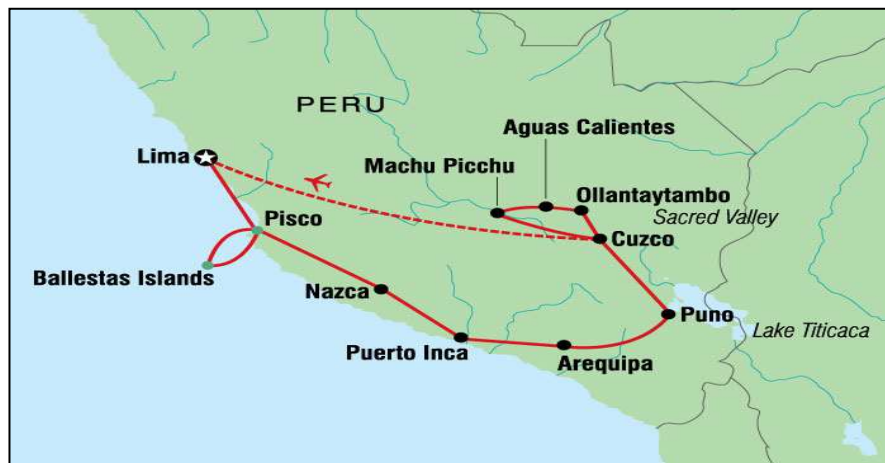 PERU
Aguas Calientes
Lima
Machu Picchu
Ollantaytambo
Sacred Valley
Pisco
Cuzco
Ballestas Islands
Nazca
Puno
Lake Titicaca
Puerto Inca
Arequipa